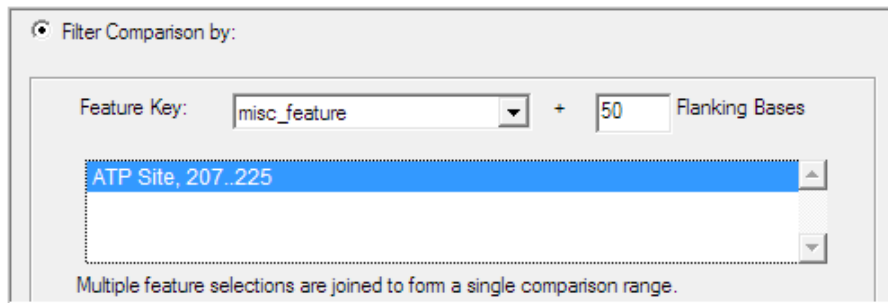 Filter Comparison by:
Feature Key: misc_feature + 50 Flanking Bases
ATP Site, 207..225
Multiple feature selections are joined to form a single comparison range.